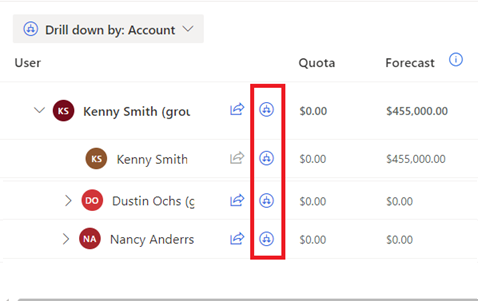 Drill down by: Account
User Quota Forecast
KS Kenny Smith (grou $0.00 $455,000.00
KS Kenny Smith $0.00 $455,000.00
DO Dustin Ochs (g $0.00 $0.00
NA Nancy Anderrs $0.00 $0.00